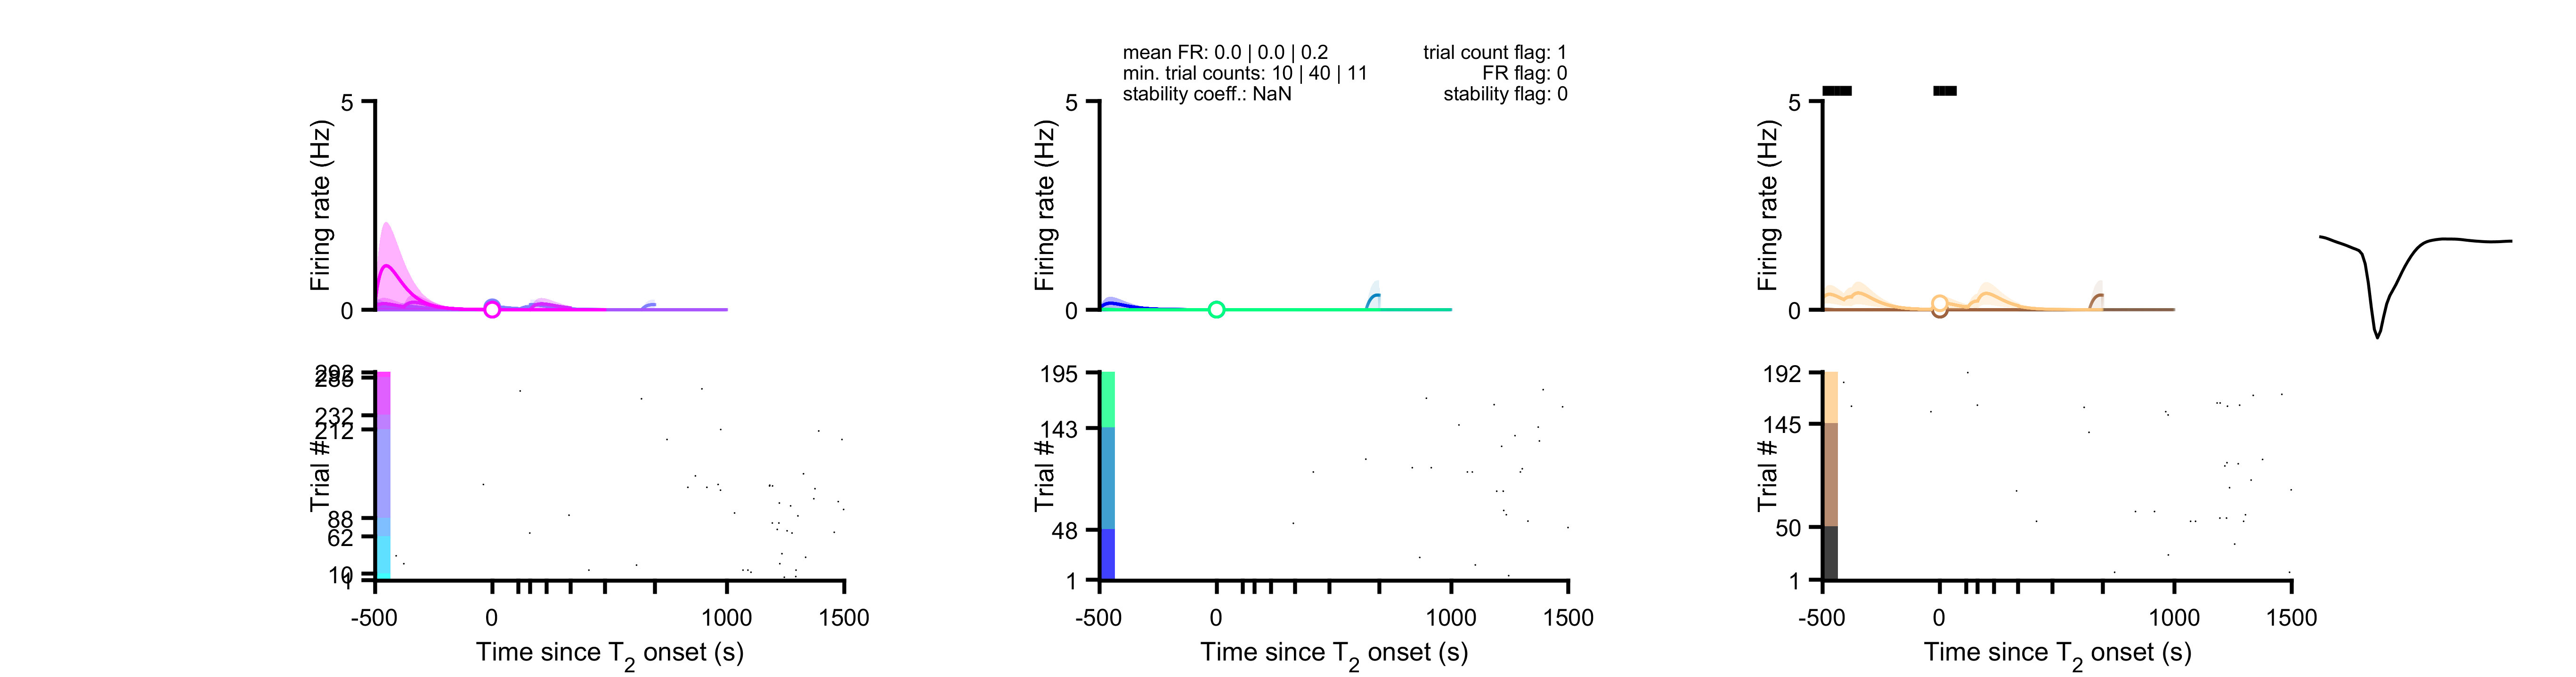 mean FR: 0.0 | 0.0 | 0.2
min. trial counts: 10 | 40 | 11
stability coeff.: NaN
trial count flag: 1
FR flag: 0
stability flag: 0
Firing rate (Hz)
5
0
Trial #
292
285
232
212
88
62
10
1
-500
0
1000
1500
Time since T2 onset (s)
Firing rate (Hz)
5
0
Trial #
195
143
48
1
-500
0
1000
1500
Time since T2 onset (s)
Firing rate (Hz)
5
0
Trial #
192
145
50
1
-500
0
1000
1500
Time since T2 onset (s)